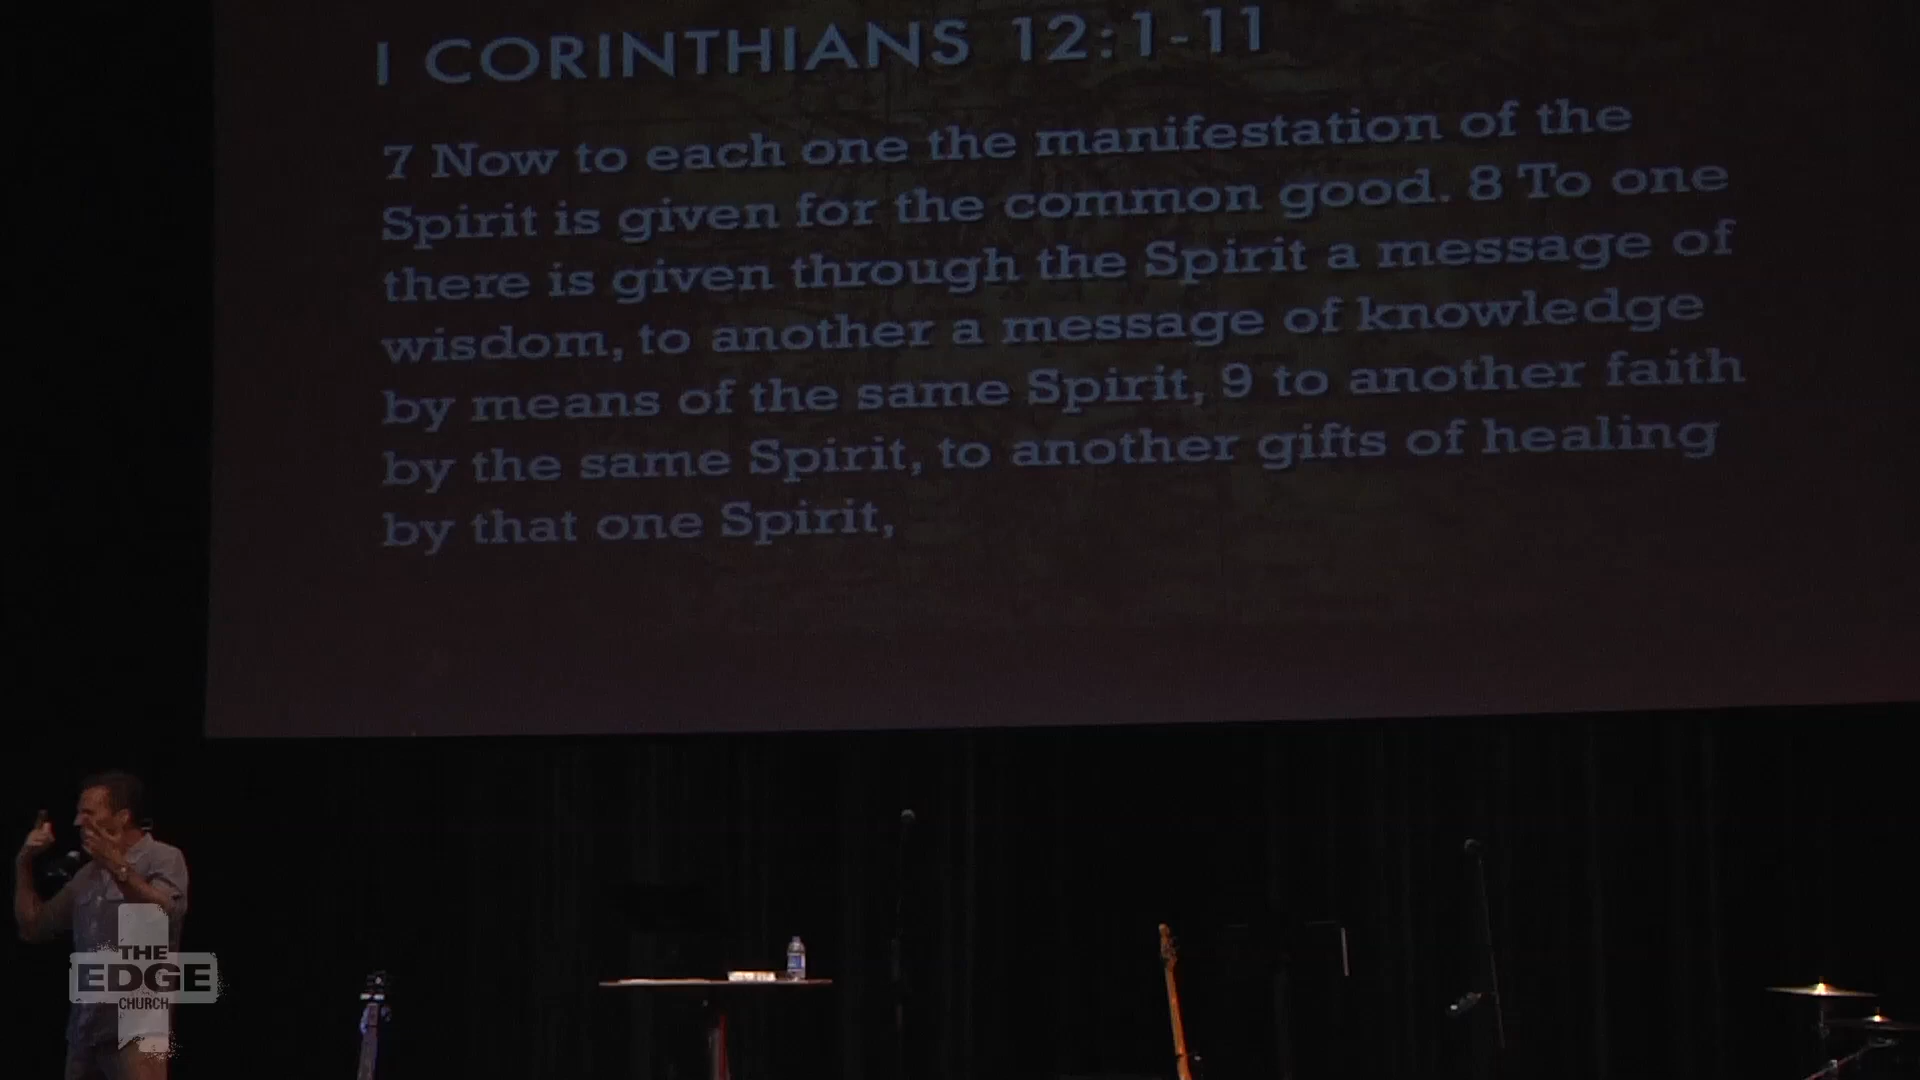 I CORINTHIANS 12:1-11
7 Now to each one the manifestation of the
Spirit is given for the common good. 8 To one
there is given through the Spirit a message of
wisdom, to another a message of knowledge
by means of the same Spirit, 9 to another faith
by the same Spirit, to another gifts of healing
by that one Spirit,
THE
EDGE
CHURCH